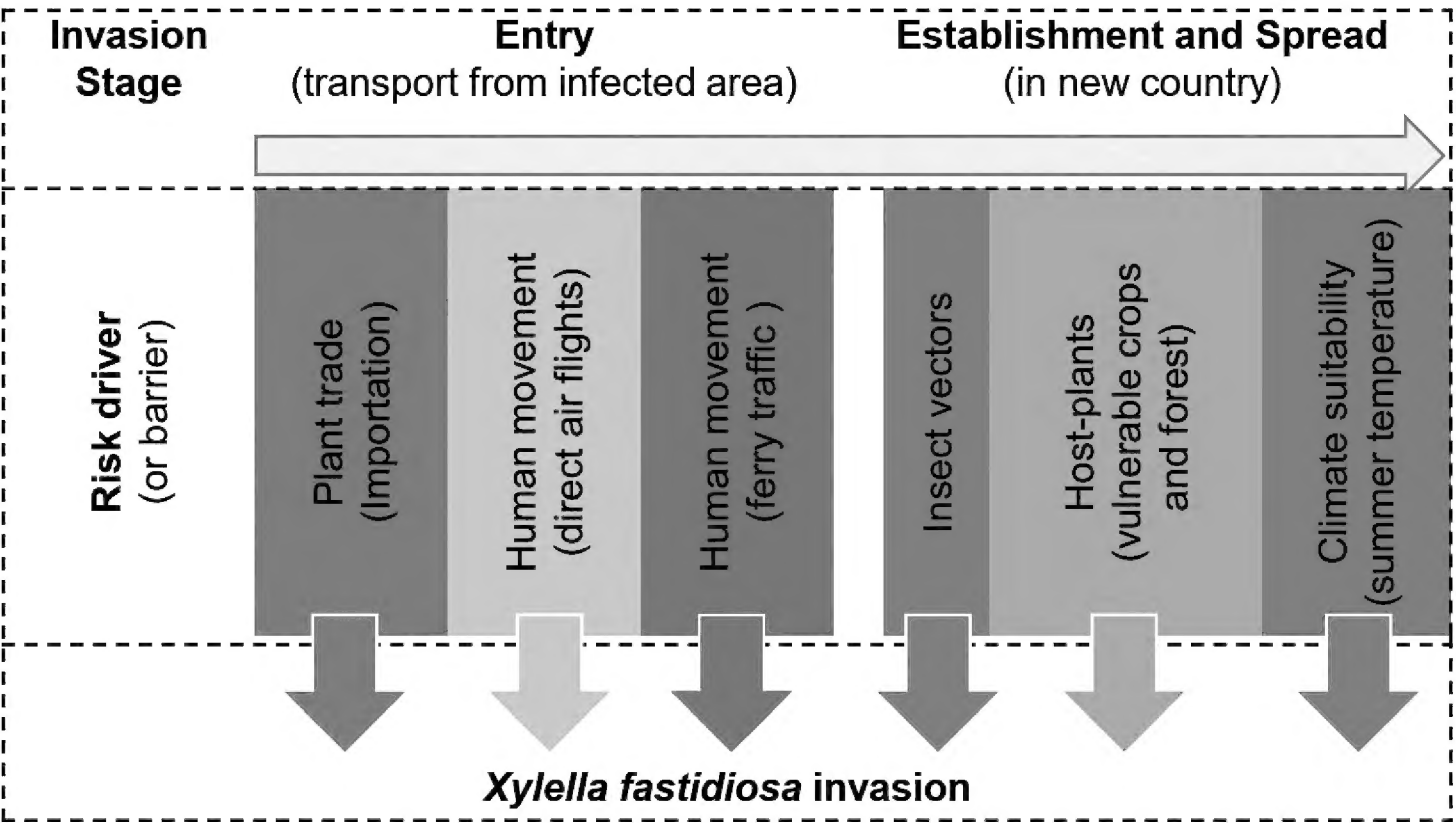 Invasion
Stage
Entry
(transport from infected area)
Establishment and Spread
(in new country)
Risk driver
(or barrier)
Plant trade
(Importation)
Human movement
(direct air flights)
Human movement
(ferry traffic )
Insect vectors
Host-plants
(vulnerable crops
and forest)
Climate suitability
(summer temperature)
Xylella fastidiosa invasion